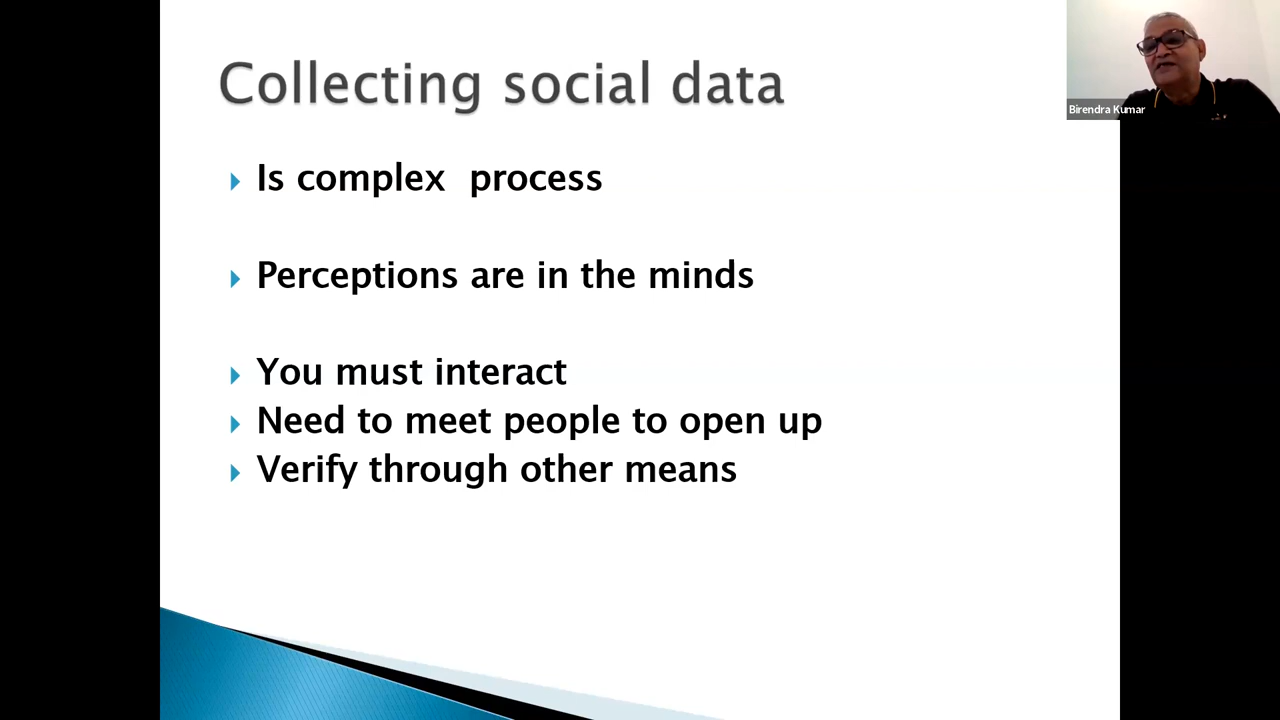 Collecting social data
Is complex process
Perceptions are in the minds
You must interact
Need to meet people to open up
Verify through other means
Birendra Kumar